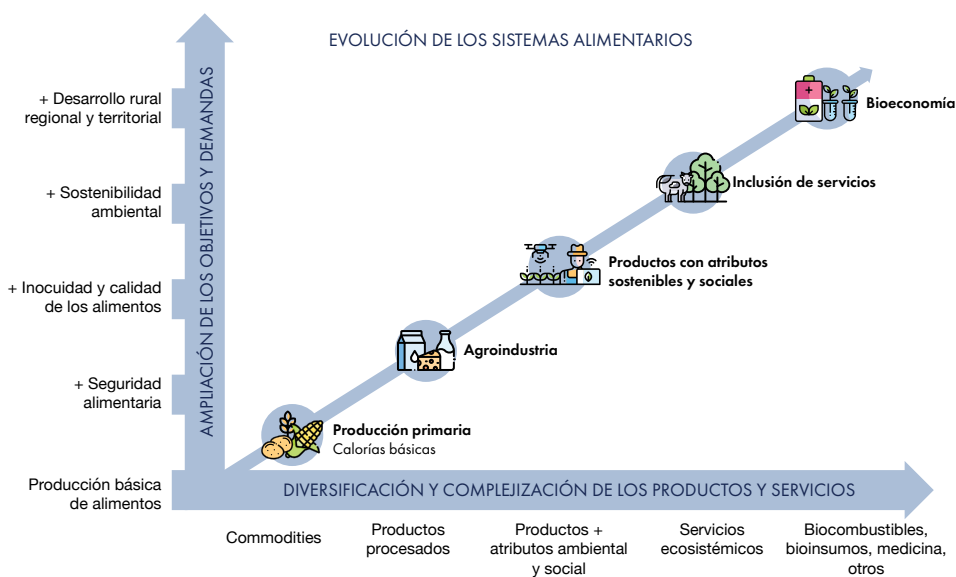 EVOLUCIÓN DE LOS SISTEMAS ALIMENTARIOS
AMPLIACIÓN DE LOS OBJETIVOS Y DEMANDAS
+ Desarrollo rural
regional y territorial
+ Sostenibilidad
ambiental
+ Inocuidad y calidad
de los alimentos
+ Seguridad
alimentaria
Producción básica
de alimentos
Bioeconomía
Inclusión de servicios
Productos con atributos
sostenibles y sociales
Agroindustria
Producción primaria
Calorías básicas
DIVERSIFICACIÓN Y COMPLEJIZACIÓN DE LOS PRODUCTOS Y SERVICIOS
Commodities
Productos
procesados
Productos +
atributos ambiental
y social
Servicios
ecosistémicos
Biocombustibles,
bioinsumos, medicina,
otros